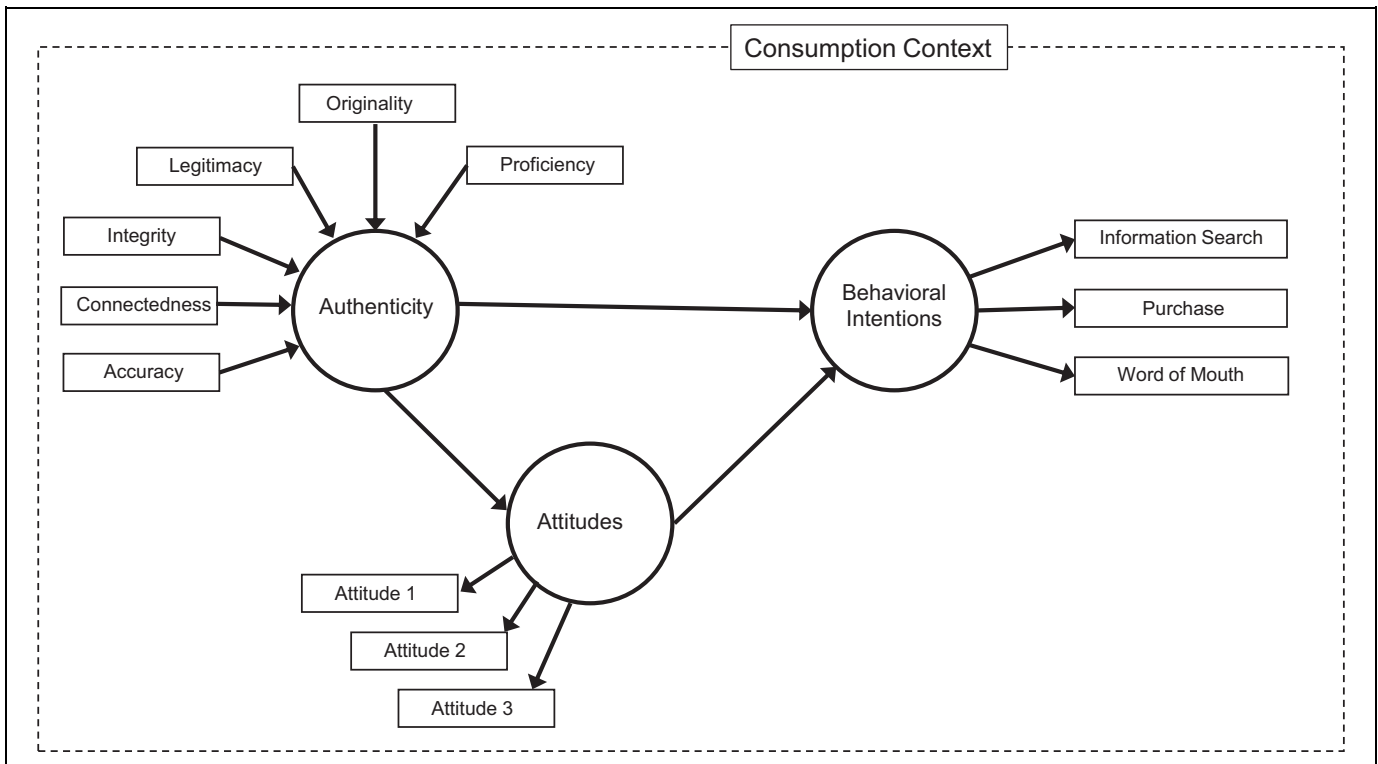 Consumption Context
Originality
Legitimacy
Proficiency
Integrity
Connectedness
Accuracy
Authenticity
Behavioral
Intentions
Information Search
Purchase
Word of Mouth
Attitudes
Attitude 1
Attitude 2
Attitude 3